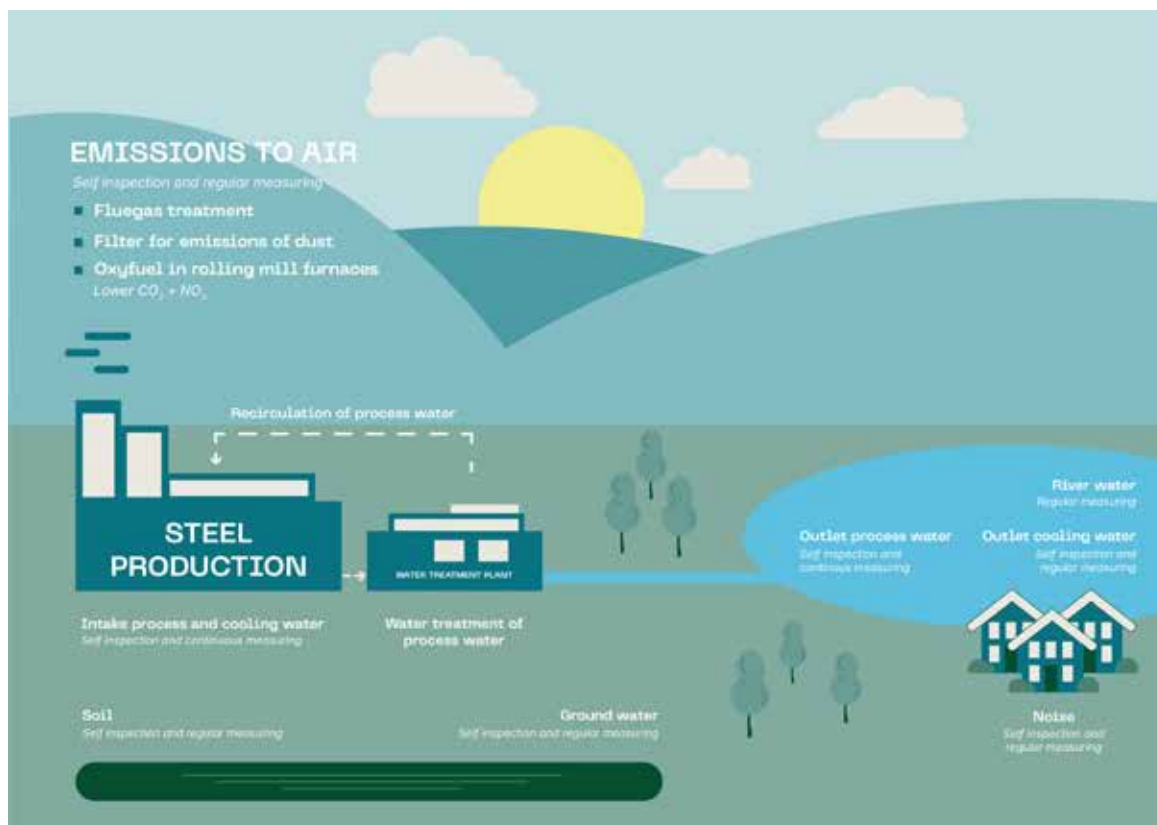 EMISSIONS TO AIR
Self inspection and regular measuring
Fluegas treatment
Filter for emissions of dust
Oxyfuel in rolling mill furnaces
Lower CO₂ + NOₓ
Recirculation of process water
STEEL
PRODUCTION
WATER TREATMENT PLANT
Intake process and cooling water
Self inspection and continuous measuring
Water treatment of
process water
River water
Regular measuring
Outlet process water
Self inspection and
continous measuring
Outlet cooling water
Self inspection and
regular measuring
Soil
Self inspection and regular measuring
Ground water
Self inspection and regular measuring
Noise
Self inspection and
regular measuring